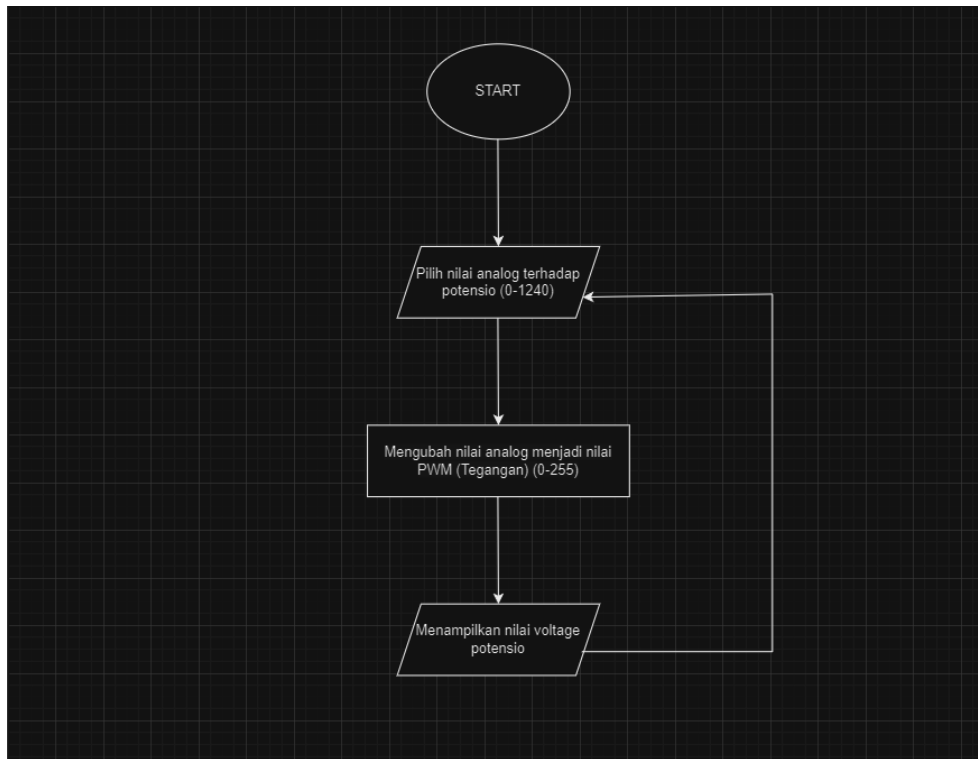 START
Pilih nilai analog terhadap
potensio (0-1240)
Mengubah nilai analog menjadi nilai
PWM (Tegangan) (0-255)
Menampilkan nilai voltage
potensio